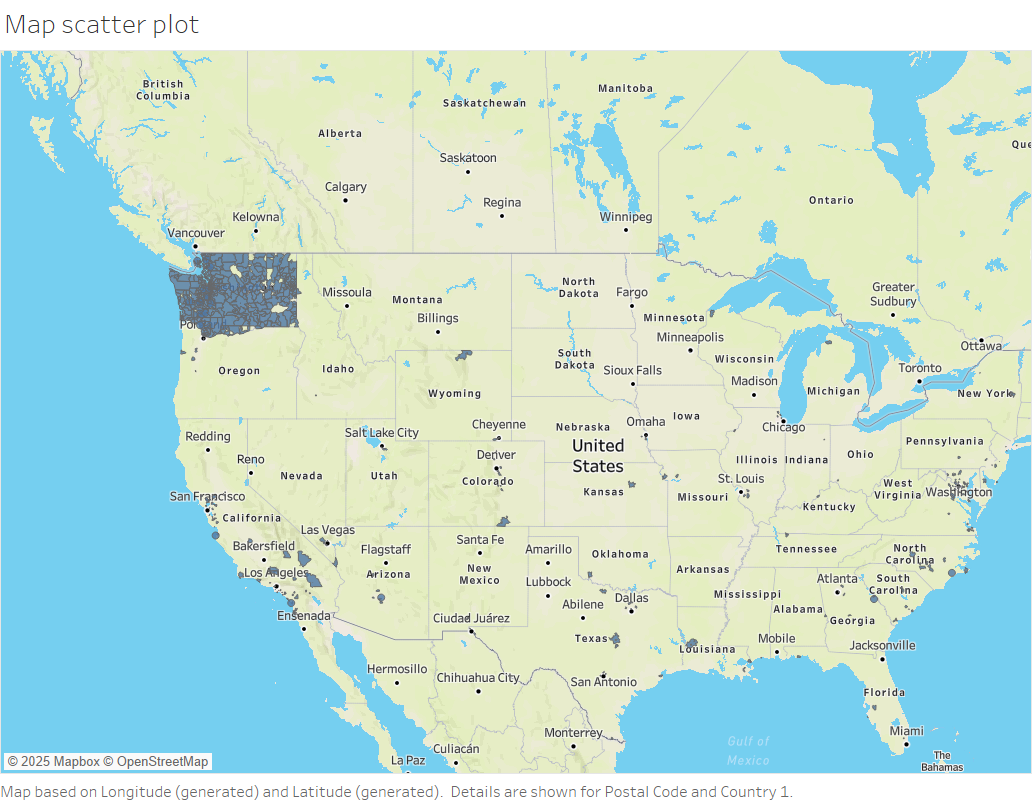 Map scatter plot
British
Columbia
Manitoba
Saskatchewan
Alberta
Que
Saskatoon
Calgary
Ontario
Regina
Kelowna
Winnipeg
Vancouver
North
Dakota
Missoula
Fargo
Greater
Sudbury
Montana
Billings
Minnesota
Po
Minneapolis
Ottawa
South
Dakota
Wisconsin
Oregon
Idaho
Sioux Falls
Toronto
Madison
Wyoming
Michigan
New York
Iowa
Omaha
Cheyenne
Nebraska
Chicago
Salt Lake City
Redding
United
States
Pennsylvania
Denver
Ohio
Reno
Illinois
Indiana
Nevada
Utah
Colorado
St. Louis
West
Virginia
Kansas
Washington
San Francisco
Missouri
Kentucky
California
Las Vegas
Santa Fe
Bakersfield
Flagstaff
Amarillo
Oklahoma
Tennessee
North
Carolina
Los Angeles
Arizona
New
Mexico
Arkansas
Lubbock
Atlanta
South
Carolina
Mississippi
Abilene
Dallas
Alabama
Ensenada
Ciudad Juárez
Georgia
Texas
Mobile
Jacksonville
Louisiana
Hermosillo
Chihuahua City
San Antonio
Florida
Monterrey
Miami
Gulf of
Mexico
Culiacán
The
Bahamas
La Paz
© 2025 Mapbox © OpenStreetMap
Map based on Longitude (generated) and Latitude (generated). Details are shown for Postal Code and Country 1.